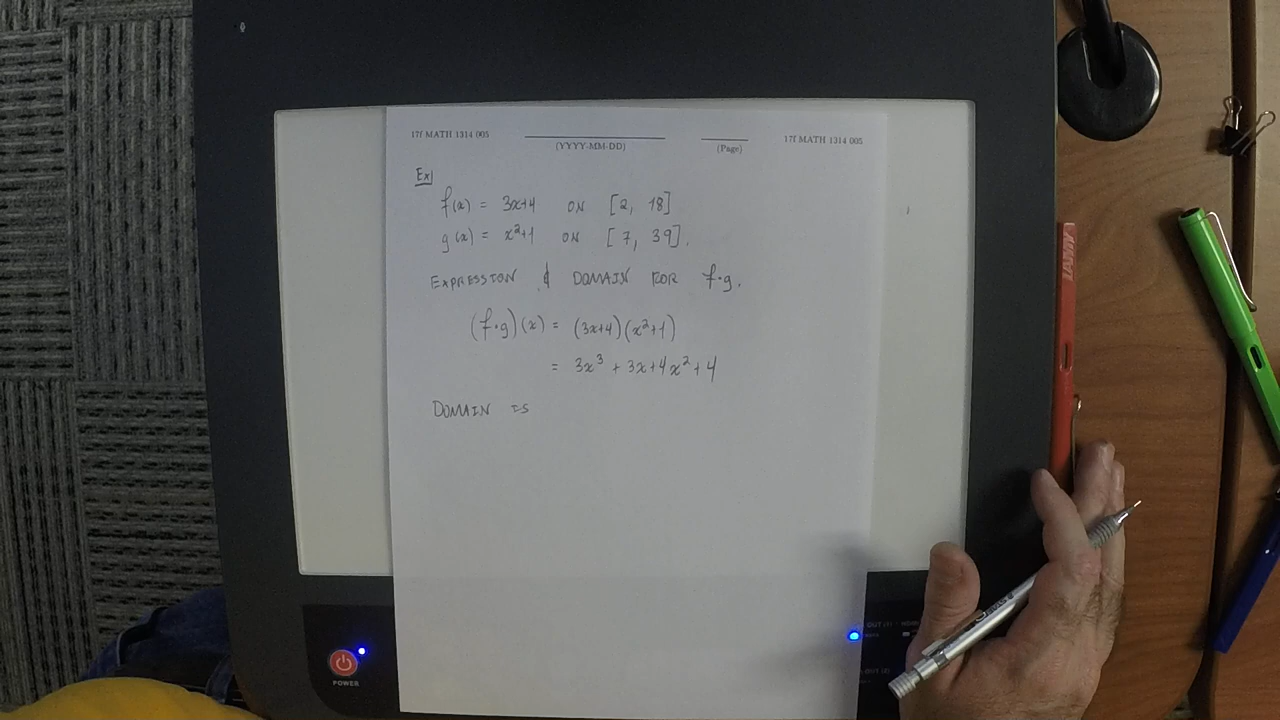 17f MATH 1314 005 (YYYY-MM-DD) (Page) 17f MATH 1314 005
Ex)
f(x) = 3x+4 ON [2, 18]
g(x) = x²+1 ON [7, 39].
EXPRESSION & DOMAIN FOR f·g.
(f·g)(x) = (3x+4)(x²+1)
= 3x³ + 3x+4x²+4
DOMAIN IS
LAMY
POWER